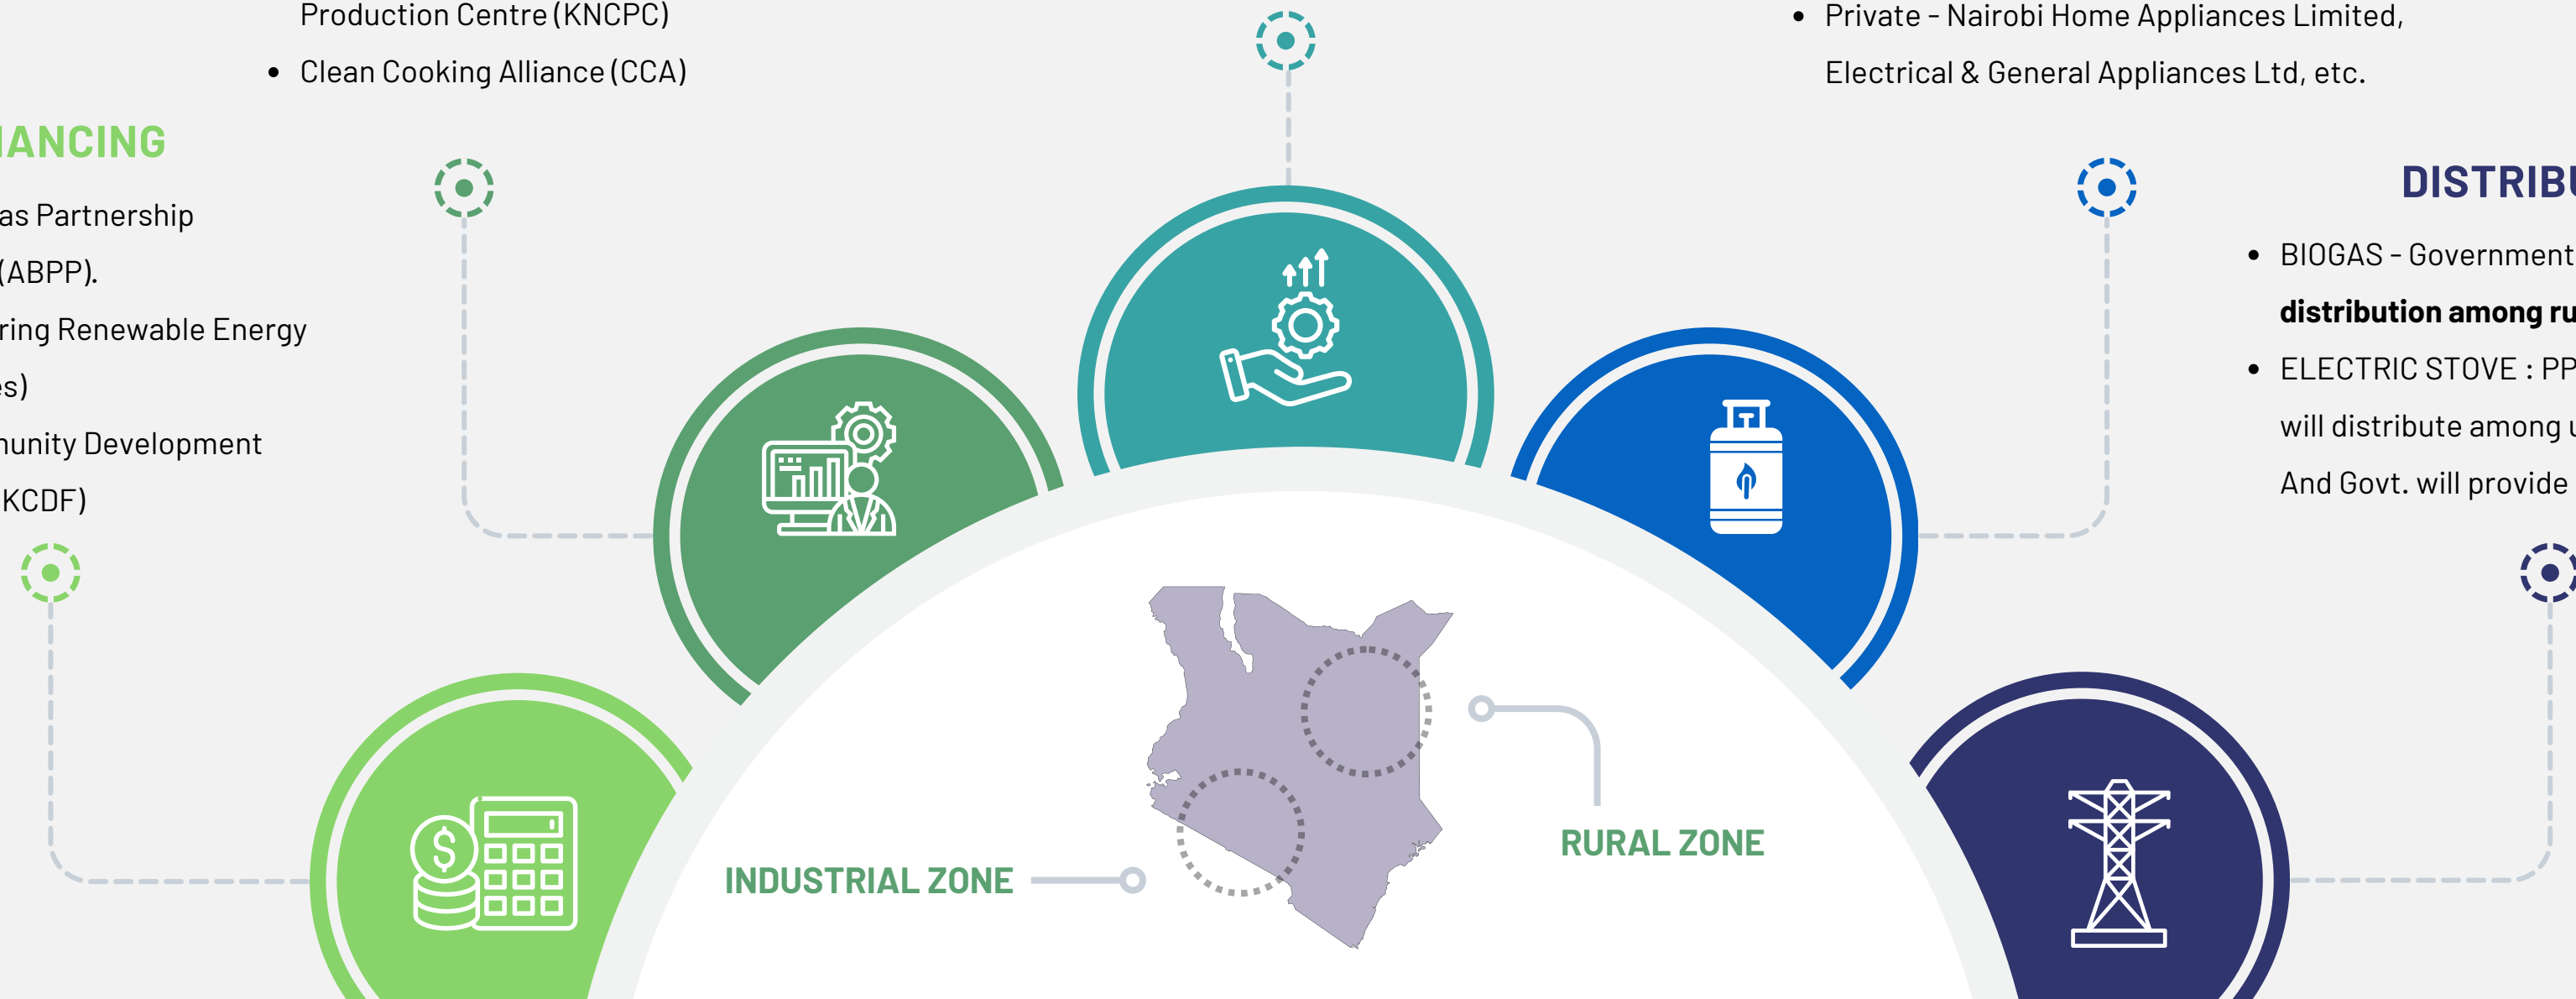 Production Centre (KNCPC)
• Clean Cooking Alliance (CCA)
• Private - Nairobi Home Appliances Limited,
Electrical & General Appliances Ltd, etc.
ANCING
as Partnership
(ABPP).
ring Renewable Energy
es)
unity Development
KCDF)
DISTRIBU
• BIOGAS - Government
distribution among ru
• ELECTRIC STOVE : PP
will distribute among u
And Govt. will provide
INDUSTRIAL ZONE
RURAL ZONE
$